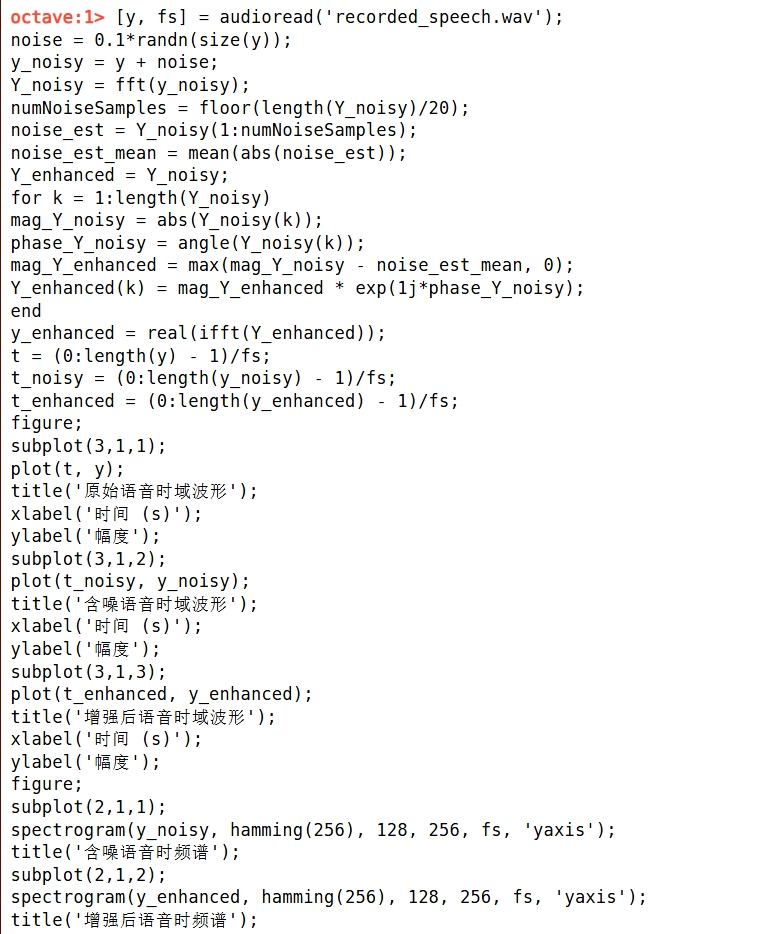 octave:1> [y, fs] = audioread('recorded_speech.wav');
noise = 0.1*randn(size(y));
y_noisy = y + noise;
Y_noisy = fft(y_noisy);
numNoiseSamples = floor(length(Y_noisy)/20);
noise_est = Y_noisy(1:numNoiseSamples);
noise_est_mean = mean(abs(noise_est));
Y_enhanced = Y_noisy;
for k = 1:length(Y_noisy)
mag_Y_noisy = abs(Y_noisy(k));
phase_Y_noisy = angle(Y_noisy(k));
mag_Y_enhanced = max(mag_Y_noisy - noise_est_mean, 0);
Y_enhanced(k) = mag_Y_enhanced * exp(1j*phase_Y_noisy);
end
y_enhanced = real(ifft(Y_enhanced));
t = (0:length(y) - 1)/fs;
t_noisy = (0:length(y_noisy) - 1)/fs;
t_enhanced = (0:length(y_enhanced) - 1)/fs;
figure;
subplot(3,1,1);
plot(t, y);
title('原始语音时域波形');
xlabel('时间 (s)');
ylabel('幅度');
subplot(3,1,2);
plot(t_noisy, y_noisy);
title('含噪语音时域波形');
xlabel('时间 (s)');
ylabel('幅度');
subplot(3,1,3);
plot(t_enhanced, y_enhanced);
title('增强后语音时域波形');
xlabel('时间 (s)');
ylabel('幅度');
figure;
subplot(2,1,1);
spectrogram(y_noisy, hamming(256), 128, 256, fs, 'yaxis');
title('含噪语音时频谱');
subplot(2,1,2);
spectrogram(y_enhanced, hamming(256), 128, 256, fs, 'yaxis');
title('增强后语音时频谱');